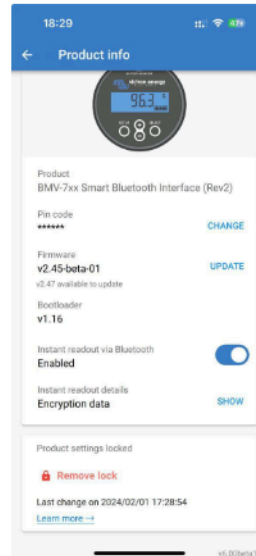 18:29
Product info
victron energy
96.3
Product
BMV-7xx Smart Bluetooth Interface (Rev2)
Pin code
******
CHANGE
Firmware
v2.45-beta-01
UPDATE
v2.47 available to update
Bootloader
v1.16
Instant readout via Bluetooth
Enabled
Instant readout details
Encryption data
SHOW
Product settings locked
Remove lock
Last change on 2024/02/01 17:28:54
Learn more →